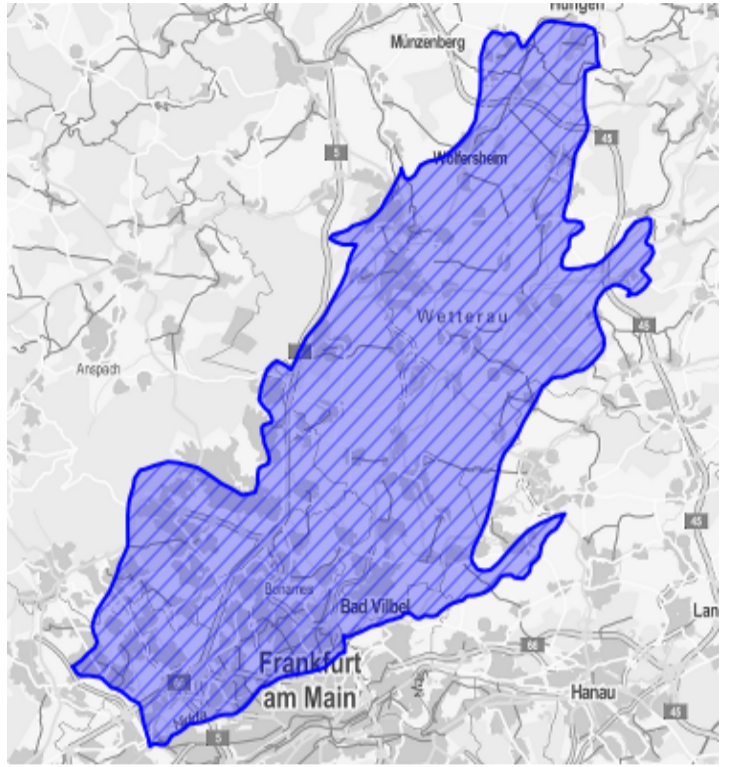 Hungen
Münzenberg
45
5
Wölfersheim
Wetterau
45
Anspach
45
Bonames
Bad Vilbel
Lan
66
Frankfurt
am Main
Hanau
45
5